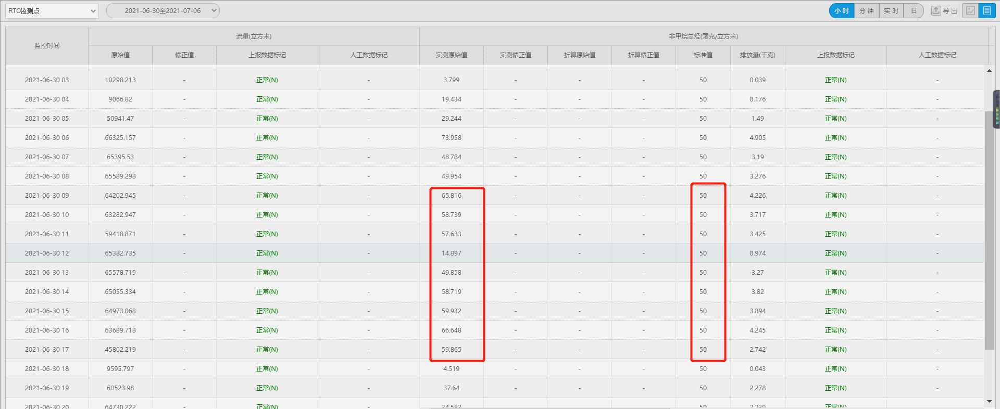 RTO监测点 2021-06-30至2021-07-06 小时 分钟 实时 日 导出
监控时间 流量(立方米) 非甲烷总烃(毫克/立方米)
原始值 修正值 上报数据标记 人工数据标记 实测原始值 实测修正值 折算原始值 折算修正值 标准值 排放量(千克) 上报数据标记 人工数据标记
2021-06-30 03 10298.213 - 正常(N) - 3.799 - - - 50 0.039 正常(N) -
2021-06-30 04 9066.82 - 正常(N) - 19.434 - - - 50 0.176 正常(N) -
2021-06-30 05 50941.47 - 正常(N) - 29.244 - - - 50 1.49 正常(N) -
2021-06-30 06 66325.157 - 正常(N) - 73.958 - - - 50 4.905 正常(N) -
2021-06-30 07 65395.53 - 正常(N) - 48.784 - - - 50 3.19 正常(N) -
2021-06-30 08 65589.298 - 正常(N) - 49.954 - - - 50 3.276 正常(N) -
2021-06-30 09 64202.945 - 正常(N) - 65.816 - - - 50 4.226 正常(N) -
2021-06-30 10 63282.947 - 正常(N) - 58.739 - - - 50 3.717 正常(N) -
2021-06-30 11 59418.871 - 正常(N) - 57.633 - - - 50 3.425 正常(N) -
2021-06-30 12 65382.735 - 正常(N) - 14.897 - - - 50 0.974 正常(N) -
2021-06-30 13 65578.719 - 正常(N) - 49.858 - - - 50 3.27 正常(N) -
2021-06-30 14 65055.334 - 正常(N) - 58.719 - - - 50 3.82 正常(N) -
2021-06-30 15 64973.068 - 正常(N) - 59.932 - - - 50 3.894 正常(N) -
2021-06-30 16 63689.718 - 正常(N) - 66.648 - - - 50 4.245 正常(N) -
2021-06-30 17 45802.219 - 正常(N) - 59.865 - - - 50 2.742 正常(N) -
2021-06-30 18 9595.797 - 正常(N) - 4.519 - - - 50 0.043 正常(N) -
2021-06-30 19 60523.98 - 正常(N) - 37.64 - - - 50 2.278 正常(N) -
2021-06-30 20 64730.222 - 正常(N) - 34.583 - - - 50 2.239 正常(N) -